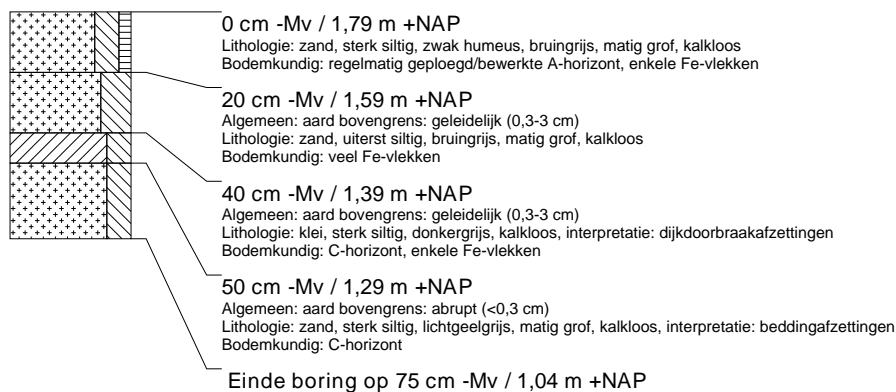 0 cm -Mv / 1,79 m +NAP
Lithologie: zand, sterk siltig, zwak humeus, bruingrijs, matig grof, kalkloos
Bodemkundig: regelmatig geploegd/bewerkte A-horizont, enkele Fe-vlekken
20 cm -Mv / 1,59 m +NAP
Algemeen: aard bovengrens: geleidelijk (0,3-3 cm)
Lithologie: zand, uiterst siltig, bruingrijs, matig grof, kalkloos
Bodemkundig: veel Fe-vlekken
40 cm -Mv / 1,39 m +NAP
Algemeen: aard bovengrens: geleidelijk (0,3-3 cm)
Lithologie: klei, sterk siltig, donkergrijs, kalkloos, interpretatie: dijkdoorbraakafzettingen
Bodemkundig: C-horizont, enkele Fe-vlekken
50 cm -Mv / 1,29 m +NAP
Algemeen: aard bovengrens: abrupt (<0,3 cm)
Lithologie: zand, sterk siltig, lichtgeelgrijs, matig grof, kalkloos, interpretatie: beddingafzettingen
Bodemkundig: C-horizont
Einde boring op 75 cm -Mv / 1,04 m +NAP